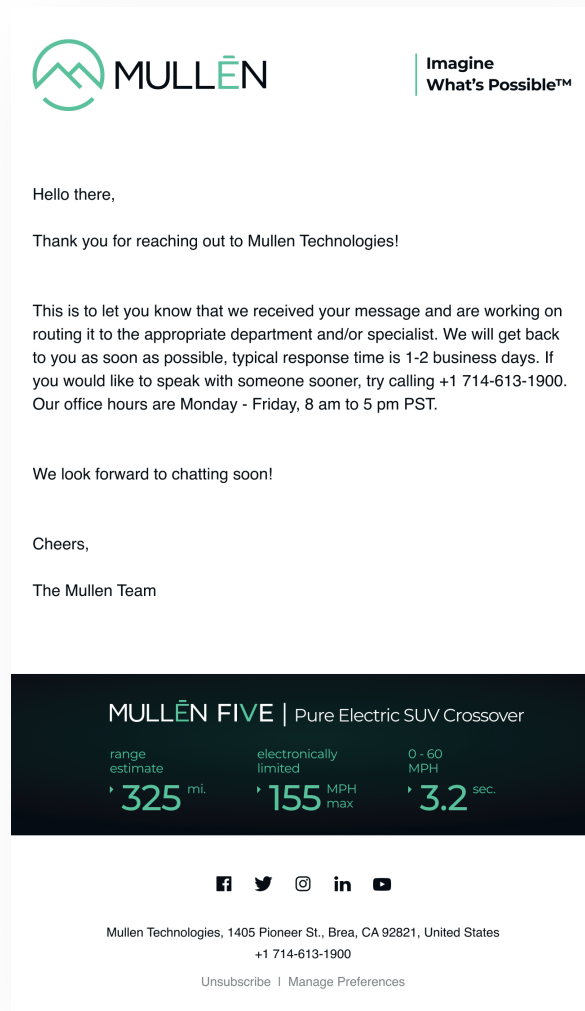 MULLĒN
Imagine
What's Possible™
Hello there,
Thank you for reaching out to Mullen Technologies!
This is to let you know that we received your message and are working on
routing it to the appropriate department and/or specialist. We will get back
to you as soon as possible, typical response time is 1-2 business days. If
you would like to speak with someone sooner, try calling +1 714-613-1900.
Our office hours are Monday - Friday, 8 am to 5 pm PST.
We look forward to chatting soon!
Cheers,
The Mullen Team
MULLĒN FIVE | Pure Electric SUV Crossover
range
estimate
325 mi.
electronically
limited
155 MPH
max
0 - 60
MPH
3.2 sec.
Mullen Technologies, 1405 Pioneer St., Brea, CA 92821, United States
+1 714-613-1900
Unsubscribe | Manage Preferences